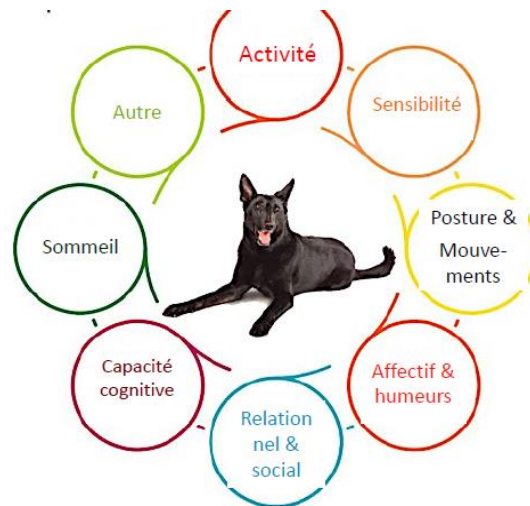 Activité
Sensibilité
Posture &
Mouve-
ments
Affectif &
humeurs
Relation
nel &
social
Capacité
cognitive
Sommeil
Autre